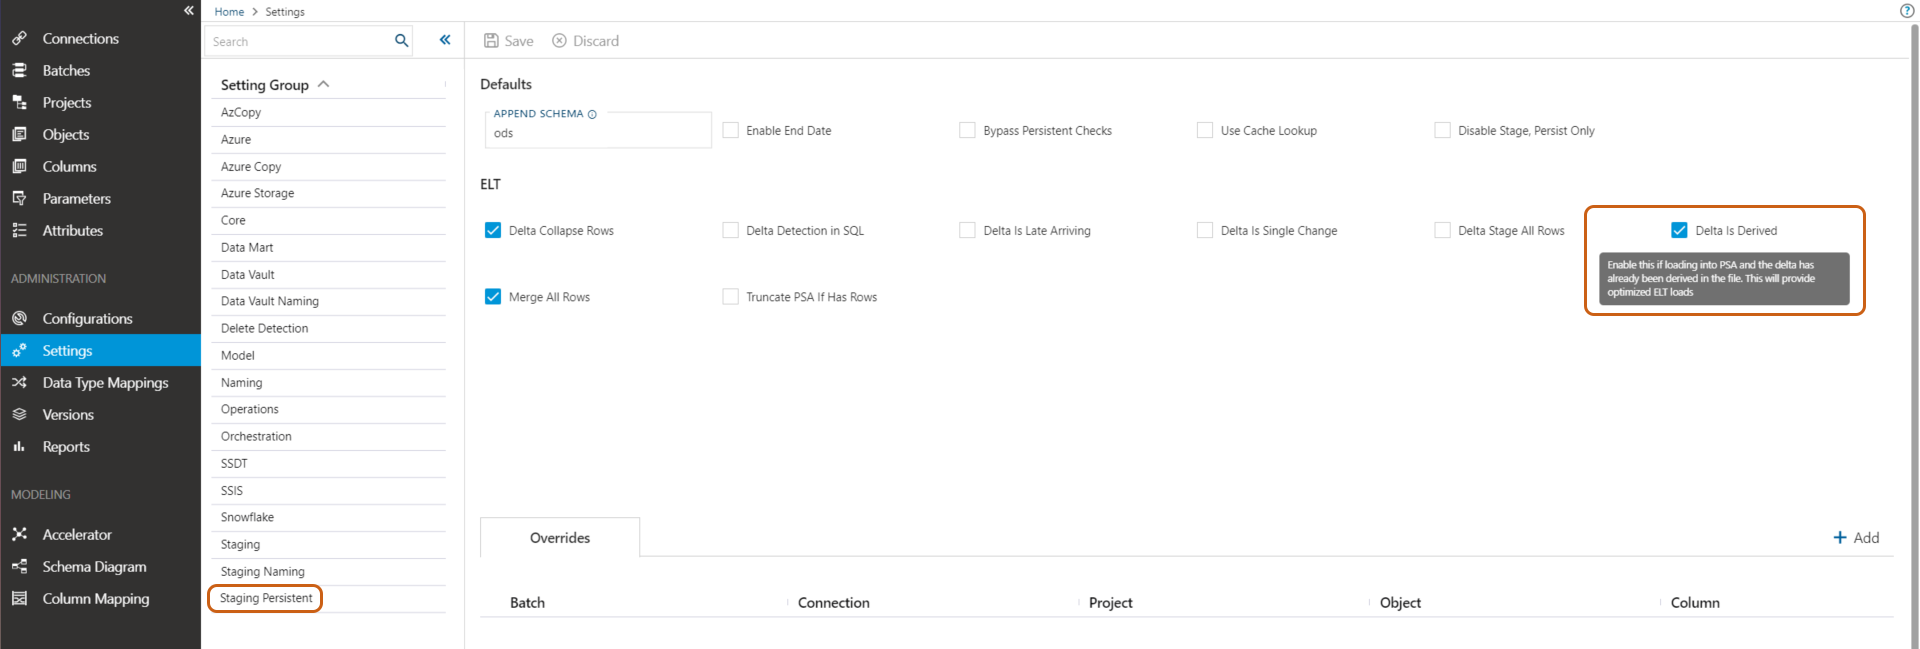 Home > Settings
Connections
Batches
Projects
Objects
Columns
Parameters
Attributes
ADMINISTRATION
Configurations
Settings
Data Type Mappings
Versions
Reports
MODELING
Accelerator
Schema Diagram
Column Mapping
Search
Setting Group
AzCopy
Azure
Azure Copy
Azure Storage
Core
Data Mart
Data Vault
Data Vault Naming
Delete Detection
Model
Naming
Operations
Orchestration
SSDT
SSIS
Snowflake
Staging
Staging Naming
Staging Persistent
Save Discard
Defaults
APPEND SCHEMA
ods
Enable End Date
Bypass Persistent Checks
Use Cache Lookup
Disable Stage, Persist Only
ELT
Delta Collapse Rows
Delta Detection in SQL
Delta Is Late Arriving
Delta Is Single Change
Delta Stage All Rows
Delta Is Derived
Enable this if loading into PSA and the delta has
already been derived in the file. This will provide
optimized ELT loads
Merge All Rows
Truncate PSA If Has Rows
Overrides
+ Add
Batch Connection Project Object Column